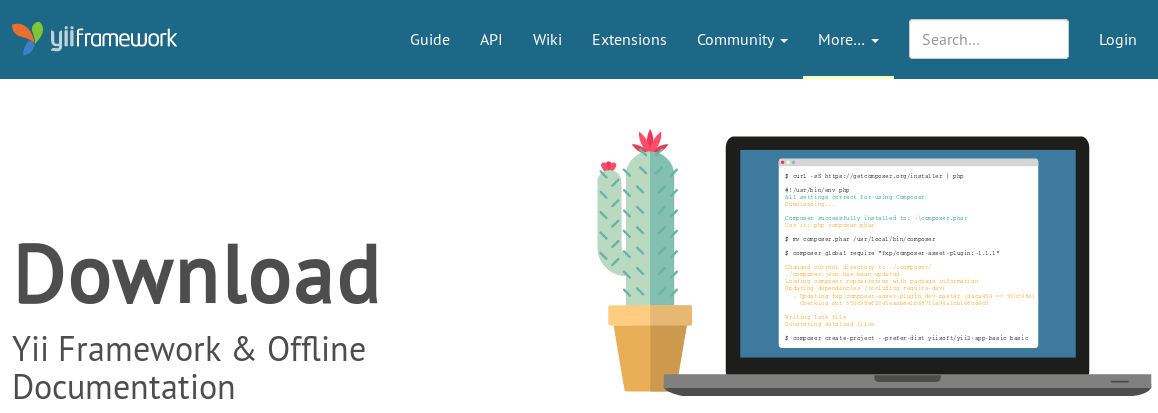 yiiframework
Guide API Wiki Extensions Community More... Search... Login
Download
Yii Framework & Offline
Documentation
$ curl -sS https://getcomposer.org/installer | php
#!/usr/bin/env php
All settings correct for using Composer
Downloading...
Composer successfully installed to: ~\composer.phar
Use it: php composer.phar
$ mv composer.phar /usr/local/bin/composer
$ composer global require "fxp/composer-asset-plugin:~1.1.1"
Changed current directory to ~/.composer/
./composer.json has been updated
Loading composer repositories with package information
Updating dependencies (including require-dev)
- Updating fxp/composer-asset-plugin dev-master
Checking out
Writing lock file
Generating autoload files
$ composer create-project --prefer-dist yiisoft/yii2-app-basic basic